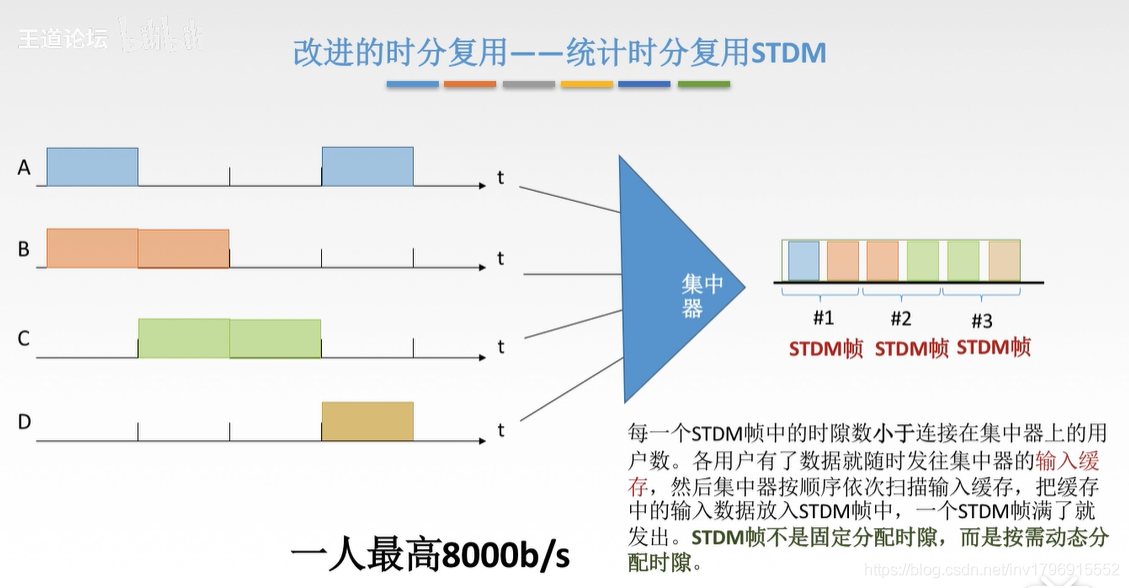 王道论坛
改进的时分复用——统计时分复用STDM
A
t
B
t
C
t
D
t
集中
器
#1
#2
#3
STDM帧
STDM帧
STDM帧
每一个STDM帧中的时隙数小于连接在集中器上的用
户数。各用户有了数据就随时发往集中器的输入缓
存，然后集中器按顺序依次扫描输入缓存，把缓存
中的输入数据放入STDM帧中，一个STDM帧满了就
发出。STDM帧不是固定分配时隙，而是按需动态分
配时隙。
一人最高8000b/s
https://blog.csdn.net/inv1796915552